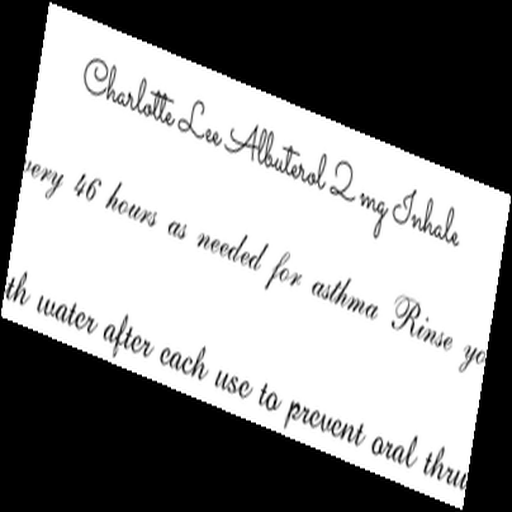 Charlotte Lee Albuterol 2 mg Inhale
very 46 hours as needed for asthma Rinse yo
th water after each use to prevent oral thru